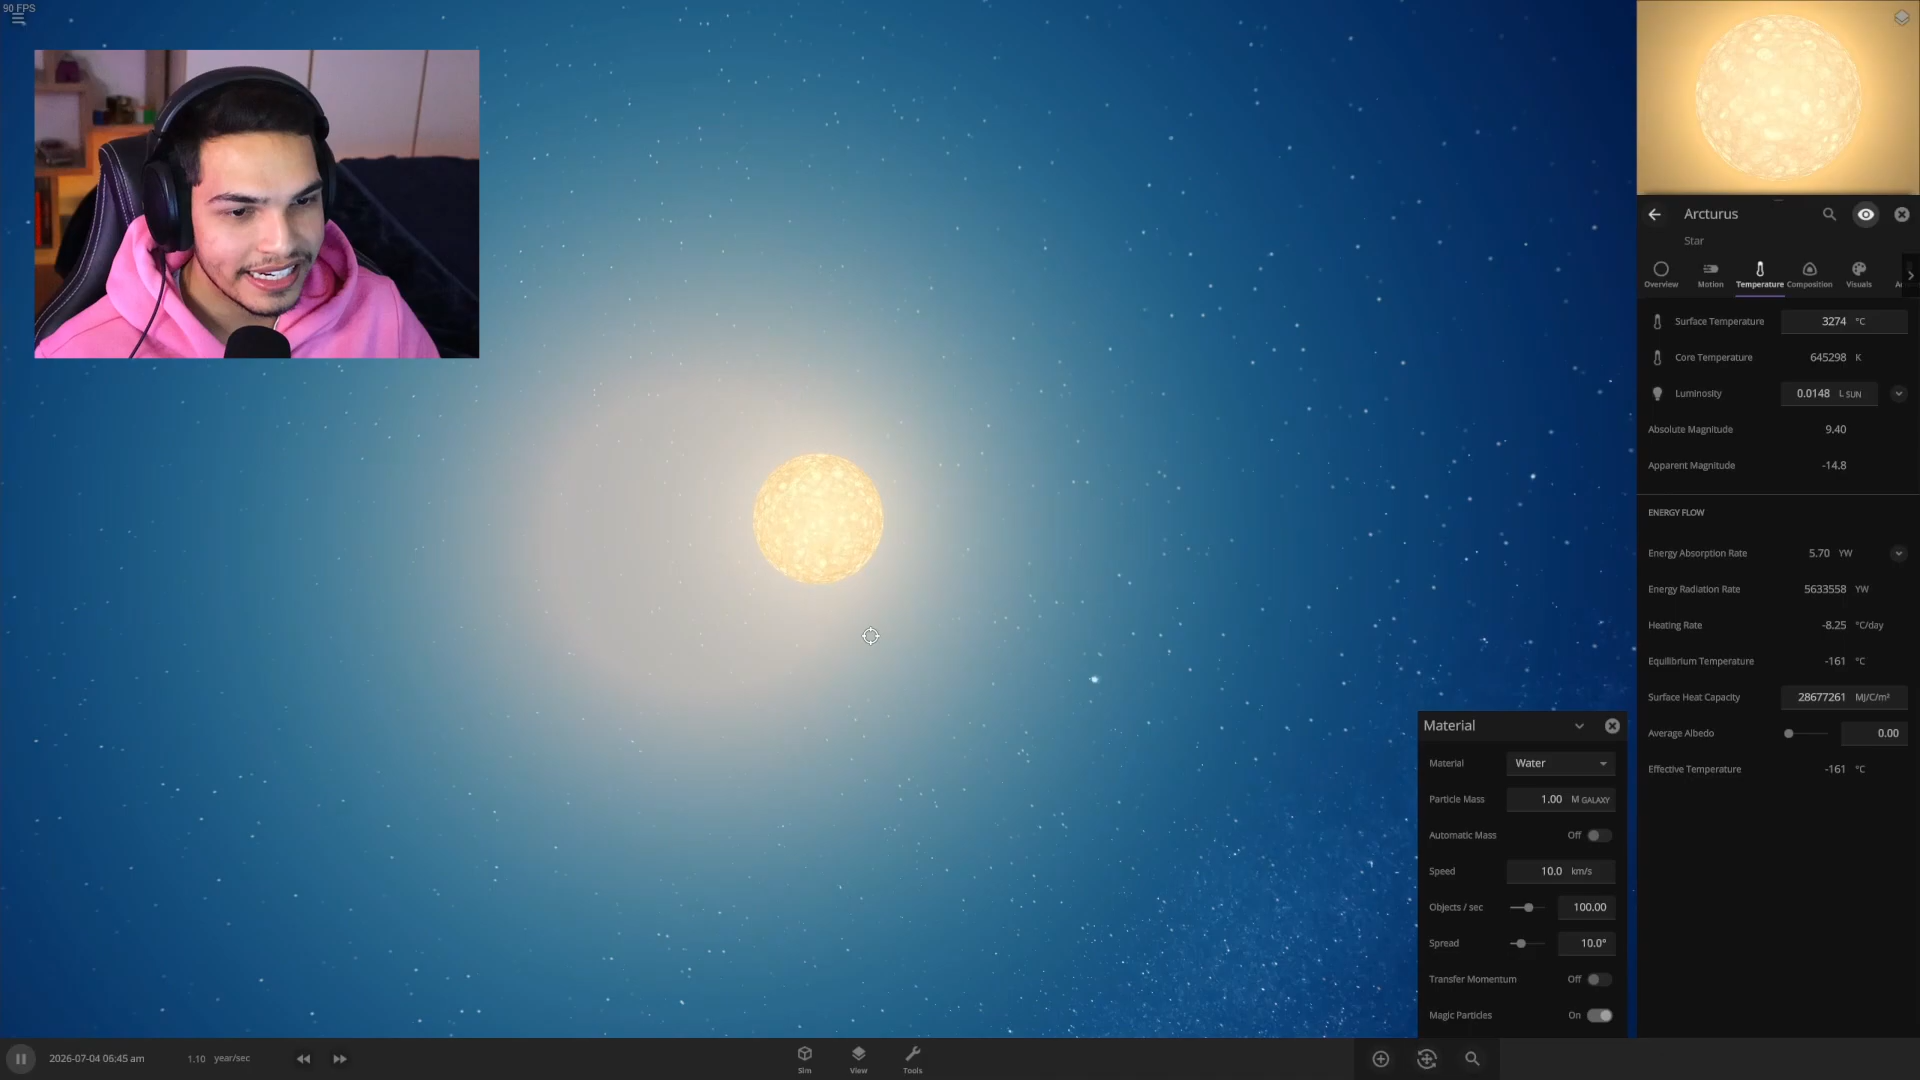 90 FPS
Arcturus
Star
Overview Motion Temperature Composition Visuals
Surface Temperature 3274 °C
Core Temperature 645298 K
Luminosity 0.0148 L SUN
Absolute Magnitude 9.40
Apparent Magnitude -14.8
ENERGY FLOW
Energy Absorption Rate 5.70 YW
Energy Radiation Rate 5633558 YW
Heating Rate -8.25 °C/day
Equilibrium Temperature -161 °C
Surface Heat Capacity 28677261 MJ/C/m²
Average Albedo 0.00
Effective Temperature -161 °C
Material
Material Water
Particle Mass 1.00 M GALAXY
Automatic Mass Off
Speed 10.0 km/s
Objects / sec 100.00
Spread 10.0°
Transfer Momentum Off
Magic Particles On
2026-07-04 06:45 am 1.10 year/sec
Sim View Tools